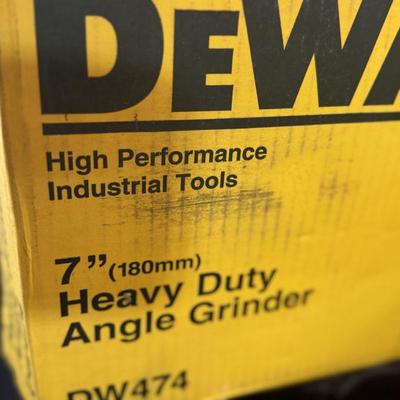 DEWA
High Performance
Industrial Tools
7" (180mm)
Heavy Duty
Angle Grinder
DW474